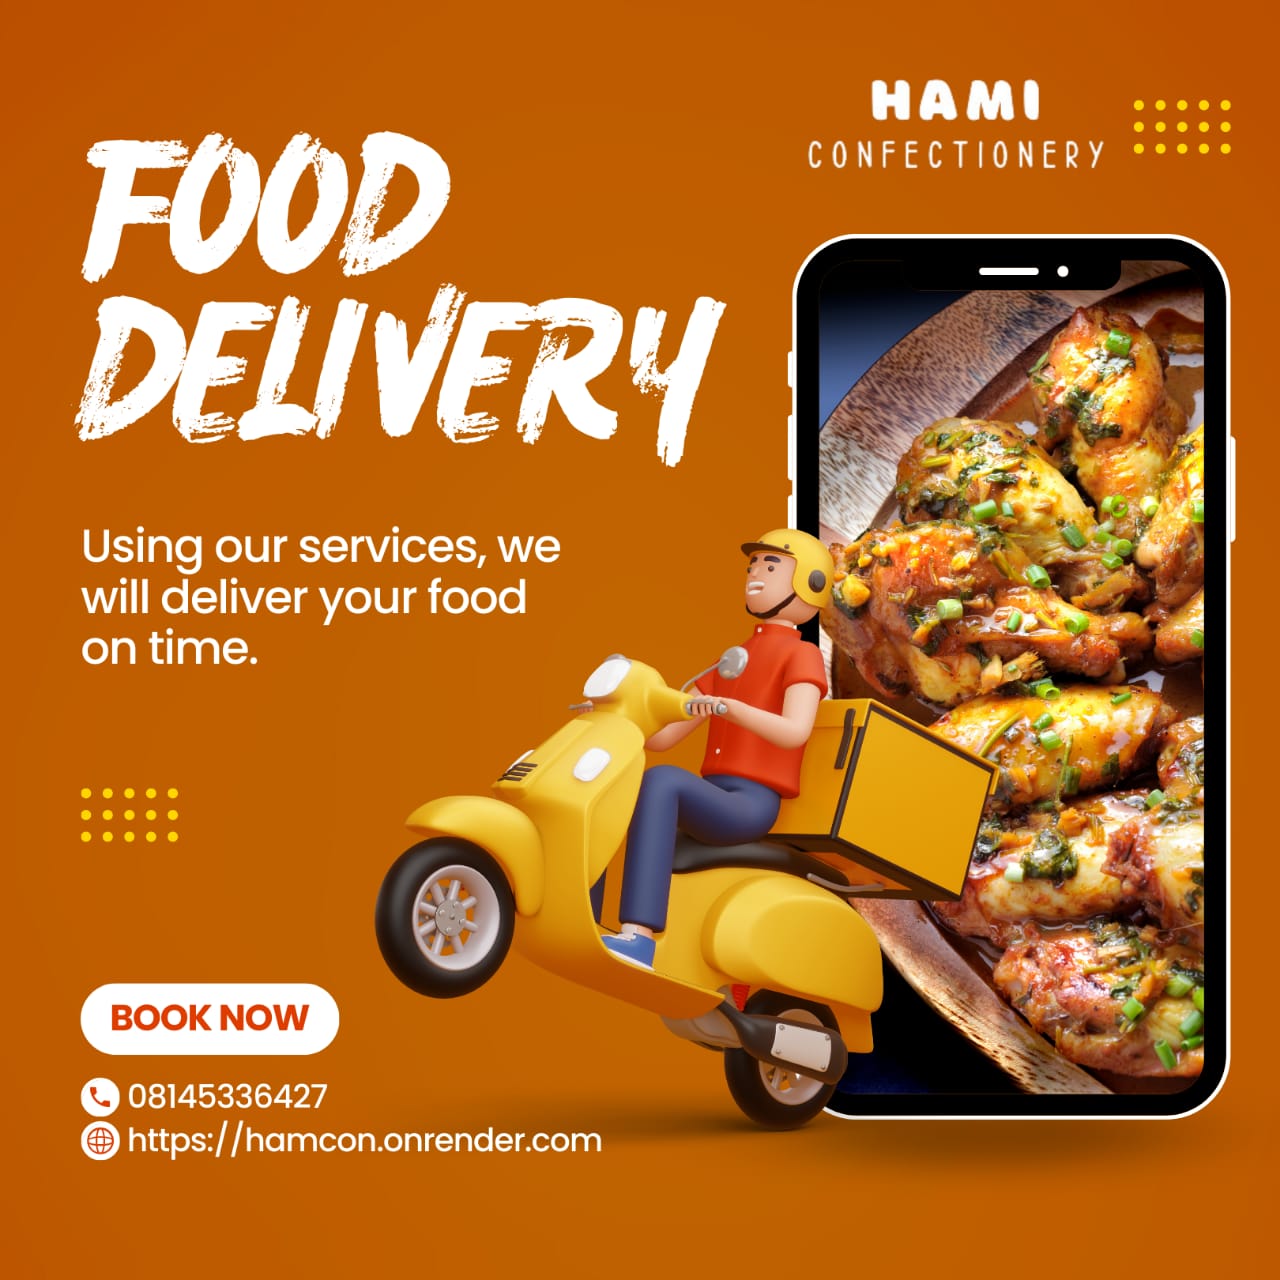 HAMI
CONFECTIONERY
FOOD
DELIVERY
Using our services, we
will deliver your food
on time.
BOOK NOW
08145336427
https://hamcon.onrender.com